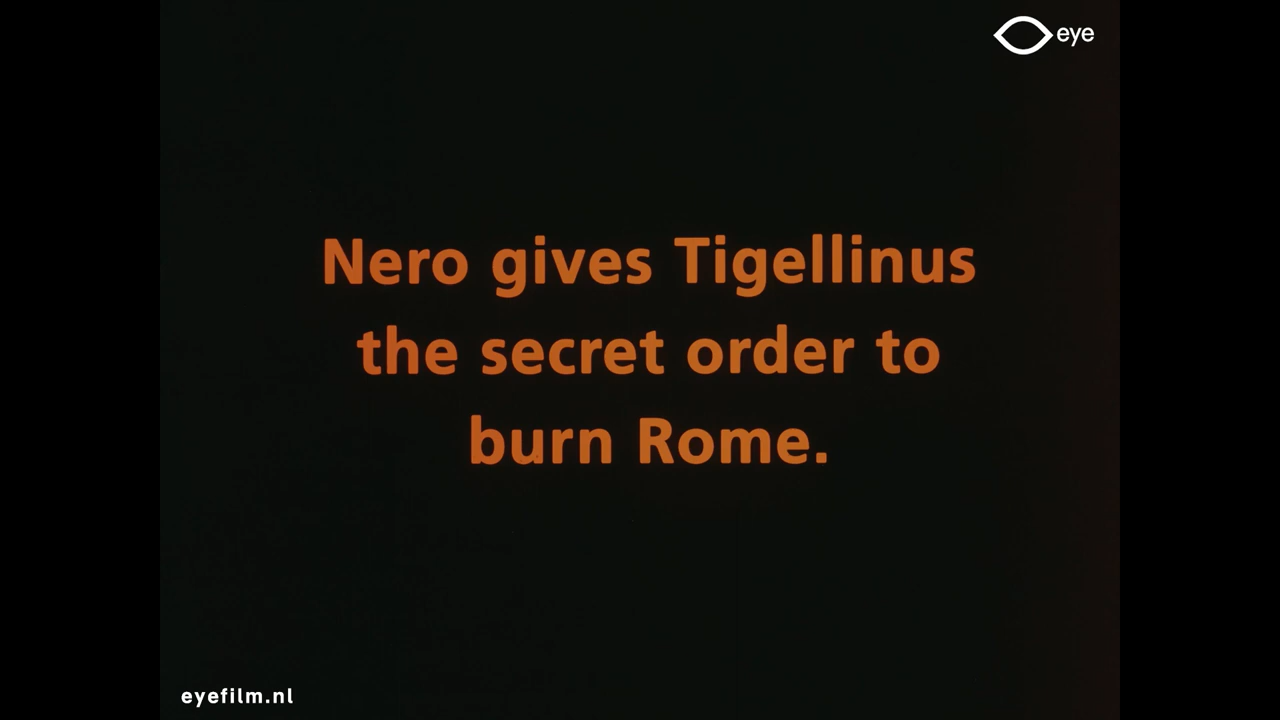 eye
Nero gives Tigellinus
the secret order to
burn Rome.
eyefilm.nl